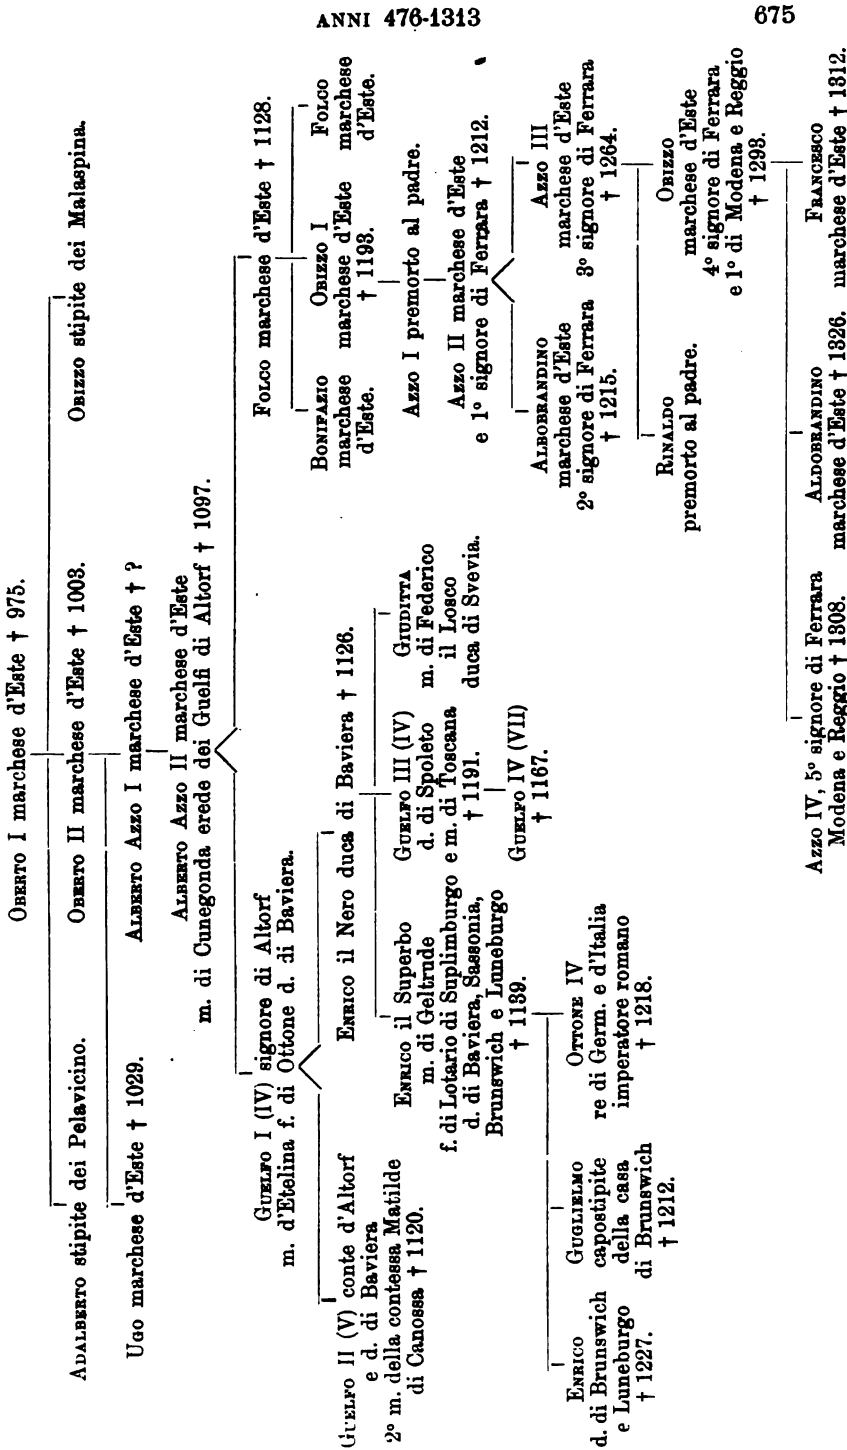 ANNI 476-1313
675
OBERTO I marchese d'Este † 975.
ADALBERTO stipite dei Pelavicino.
OBERTO II marchese d'Este † 1003.
OBIZZO stipite dei Malaspina.
UGO marchese d'Este † 1029.
ALBERTO AZZO I marchese d'Este † ?
ALBERTO AZZO II marchese d'Este
m. di Cunegonda erede dei Guelfi di Altorf † 1097.
GUELFO I (IV) signore di Altorf
m. d'Etelina f. di Ottone d. di Baviera.
FOLCO marchese d'Este † 1128.
GUELFO II (V) conte d'Altorf
e d. di Baviera
2º m. della contessa Matilde
di Canossa † 1120.
ENRICO il Nero duca di Baviera † 1126.
BONIFAZIO
marchese
d'Este.
OBIZZO I
marchese d'Este
† 1193.
FOLCO
marchese
d'Este.
ENRICO il Superbo
m. di Geltrude
f. di Lotario di Suplimburgo
d. di Baviera, Sassonia,
Brunswich e Luneburgo
† 1139.
GUELFO III (IV)
d. di Spoleto
e m. di Toscana
† 1191.
GIUDITTA
m. di Federico
il Losco
duca di Svevia.
AZZO I premorto al padre.
AZZO II marchese d'Este
e 1º signore di Ferrara † 1212.
GUELFO IV (VII)
† 1167.
ALBOBRANDINO
marchese d'Este
2º signore di Ferrara
† 1215.
AZZO III
marchese d'Este
3º signore di Ferrara
† 1264.
ENRICO
d. di Brunswich
e Luneburgo
† 1227.
GUGLIELMO
capostipite
della casa
di Brunswich
† 1212.
OTTONE IV
re di Germ. e d'Italia
imperatore romano
† 1218.
RINALDO
premorto al padre.
OBIZZO
marchese d'Este
4º signore di Ferrara
e 1º di Modena e Reggio
† 1293.
AZZO IV, 5º signore di Ferrara
Modena e Reggio † 1308.
ALDOBRANDINO
marchese d'Este † 1326.
FRANCESCO
marchese d'Este † 1312.